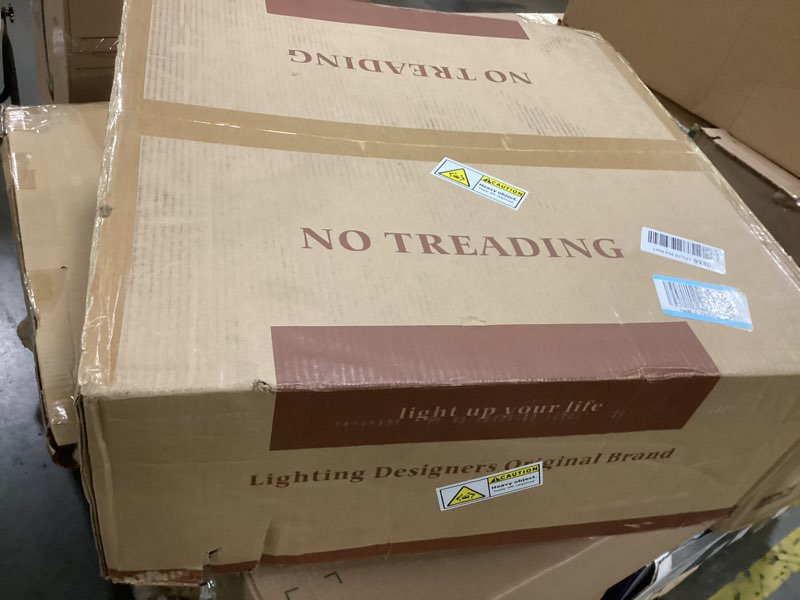 NO TREADING
CAUTION
Heavy object.
NO TREADING
light up your life
Lighting Designers Original Brand
CAUTION
Heavy object.